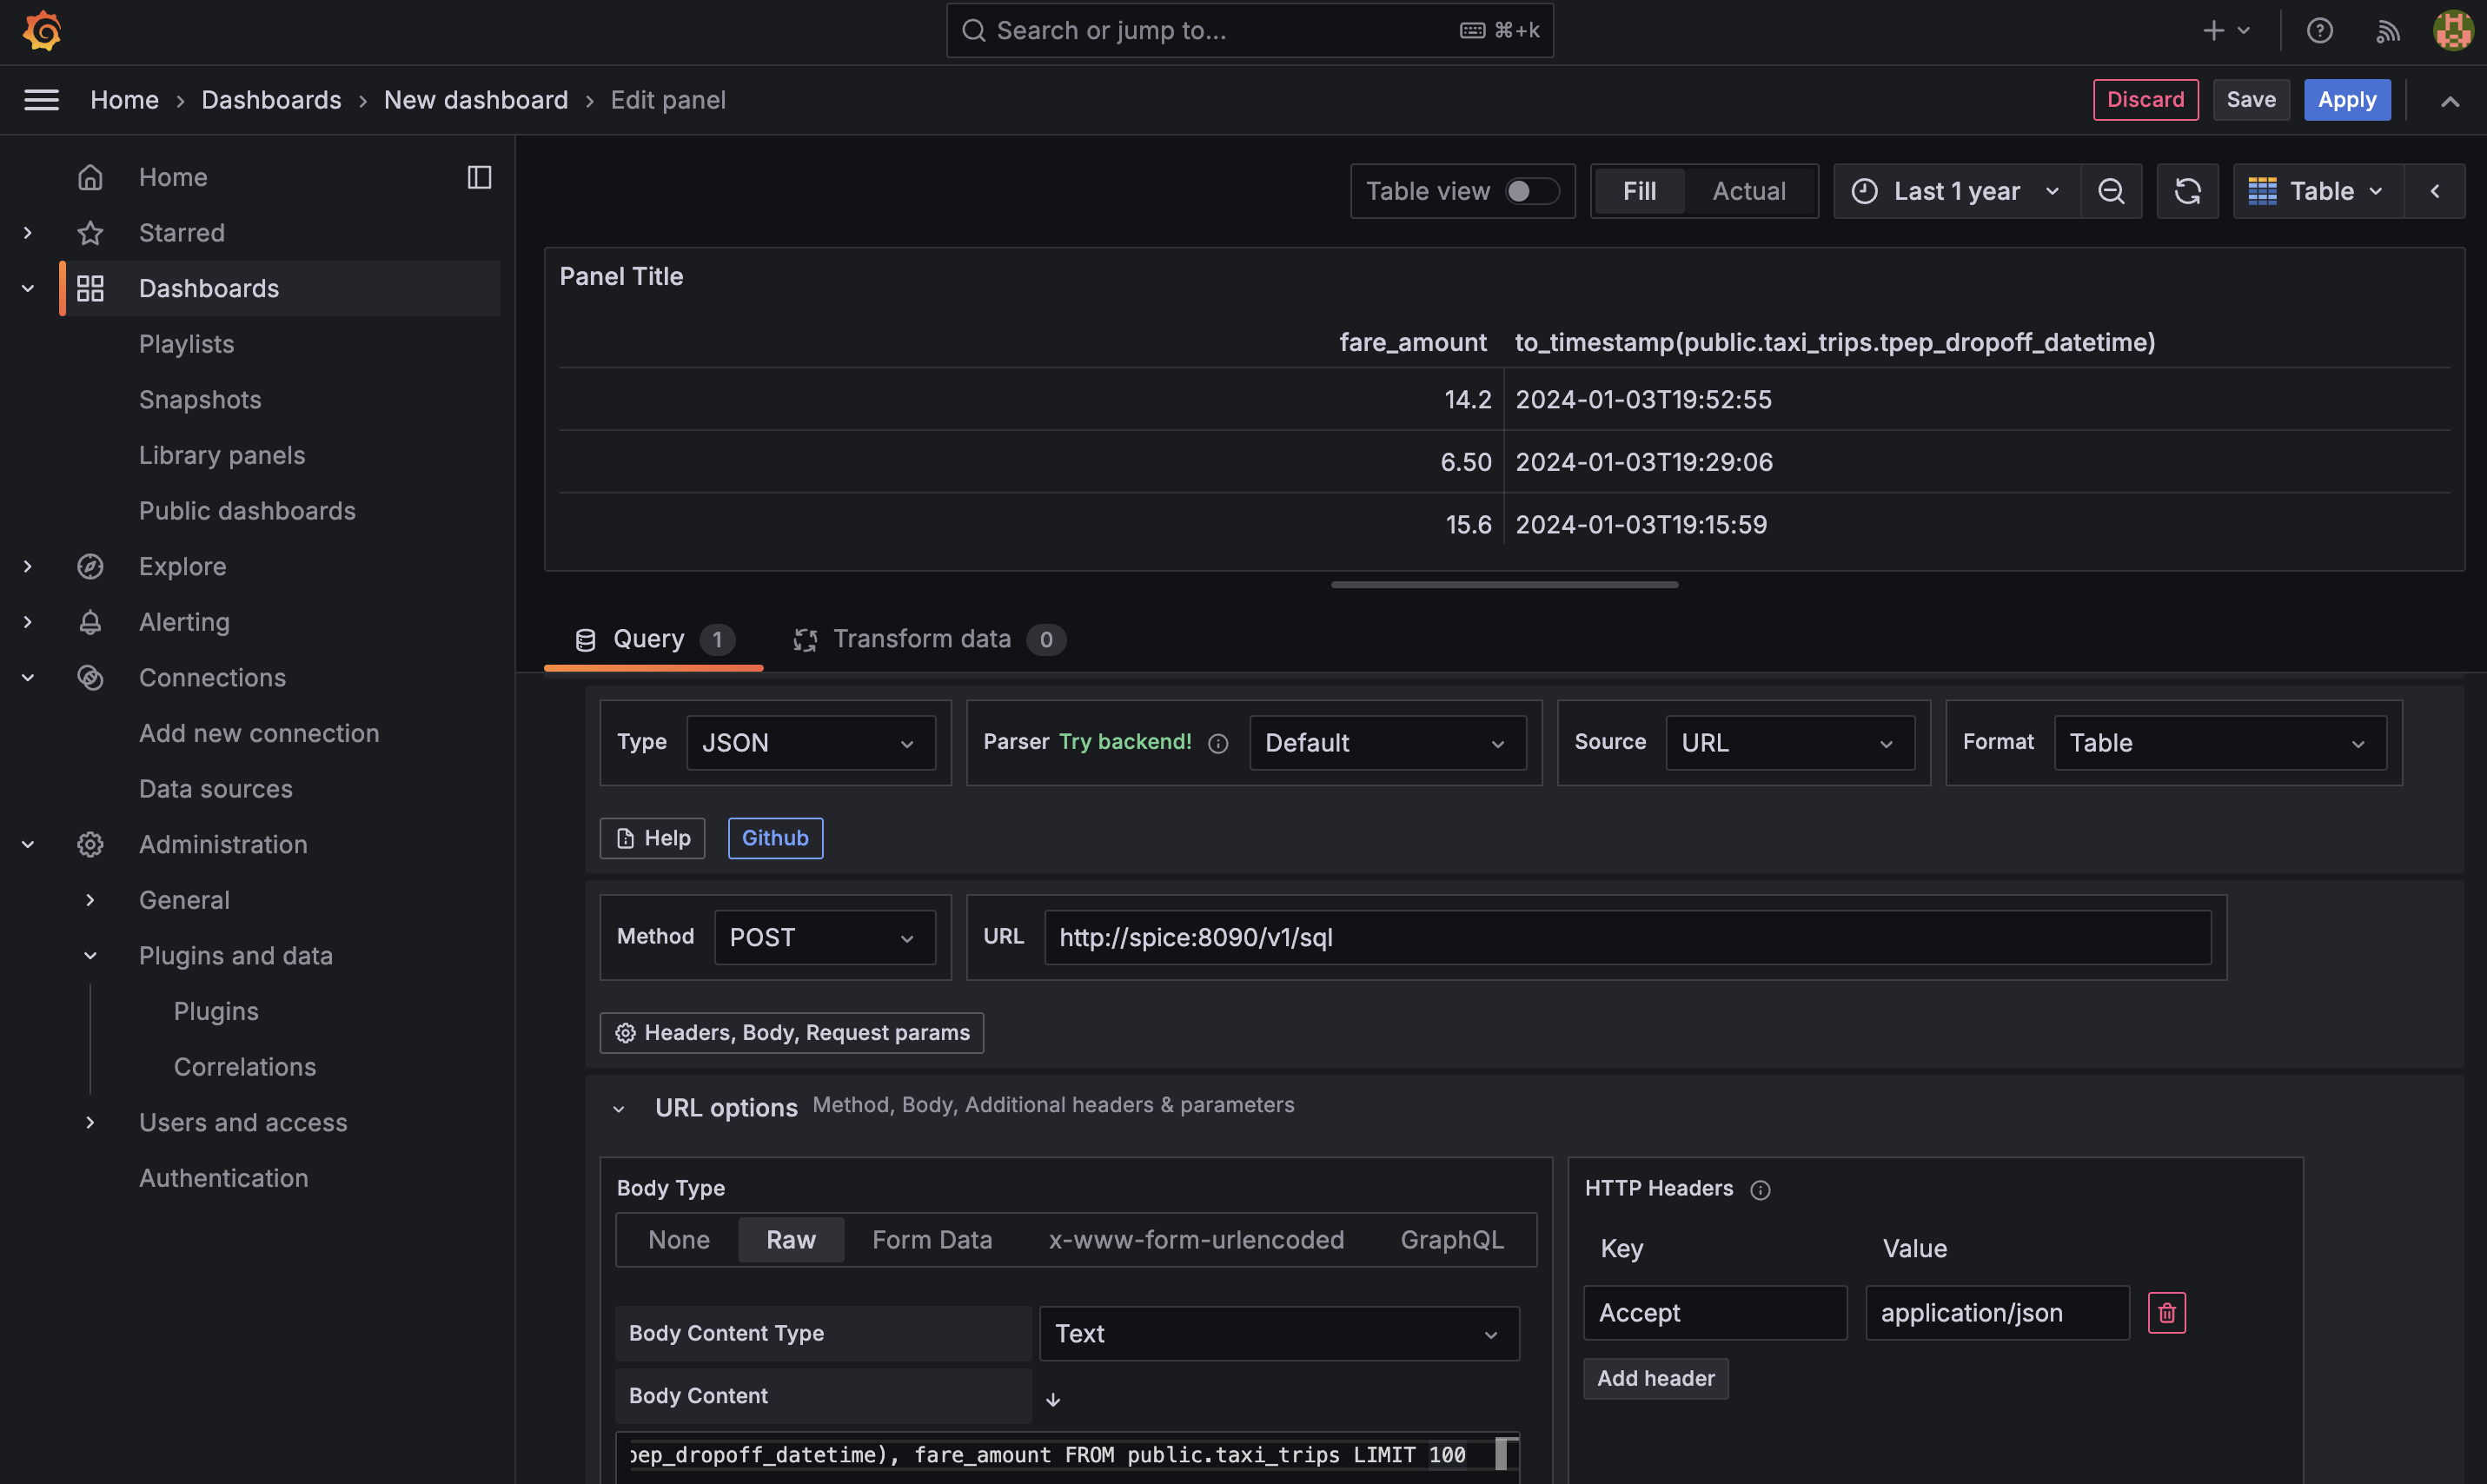 Search or jump to...
⌘+k
Home › Dashboards › New dashboard › Edit panel
Discard
Save
Apply
Home
Starred
Dashboards
Playlists
Snapshots
Library panels
Public dashboards
Explore
Alerting
Connections
Add new connection
Data sources
Administration
General
Plugins and data
Plugins
Correlations
Users and access
Authentication
Table view
Fill
Actual
Last 1 year
Table
Panel Title
fare_amount to_timestamp(public.taxi_trips.tpep_dropoff_datetime)
14.2 2024-01-03T19:52:55
6.50 2024-01-03T19:29:06
15.6 2024-01-03T19:15:59
Query 1
Transform data 0
Type JSON
Parser Try backend! Default
Source URL
Format Table
Help
Github
Method POST
URL http://spice:8090/v1/sql
Headers, Body, Request params
URL options Method, Body, Additional headers & parameters
Body Type
None Raw Form Data x-www-form-urlencoded GraphQL
Body Content Type Text
Body Content
pep_dropoff_datetime), fare_amount FROM public.taxi_trips LIMIT 100
HTTP Headers
Key Value
Accept application/json
Add header